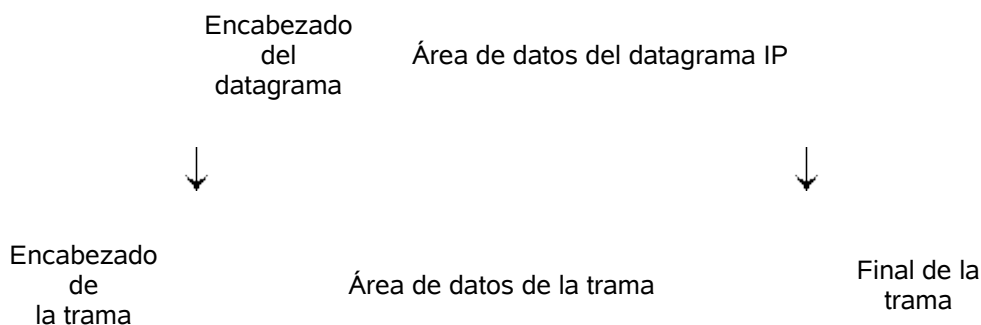 Encabezado
del
datagrama
Área de datos del datagrama IP
Encabezado
de
la trama
Área de datos de la trama
Final de la
trama